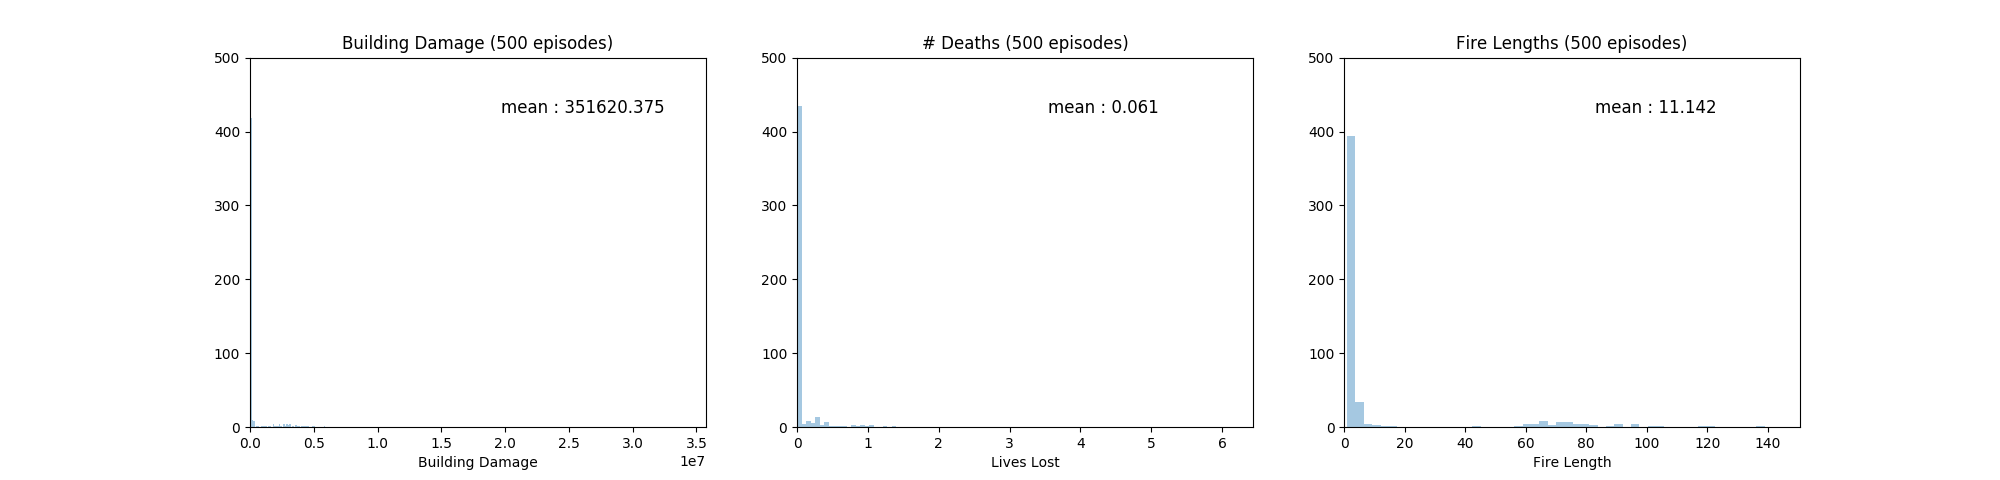 Building Damage (500 episodes)
500
400
300
200
100
0
mean : 351620.375
0.0 0.5 1.0 1.5 2.0 2.5 3.0 3.5
1e7
Building Damage
# Deaths (500 episodes)
500
400
300
200
100
0
mean : 0.061
0 1 2 3 4 5 6
Lives Lost
Fire Lengths (500 episodes)
500
400
300
200
100
0
mean : 11.142
0 20 40 60 80 100 120 140
Fire Length